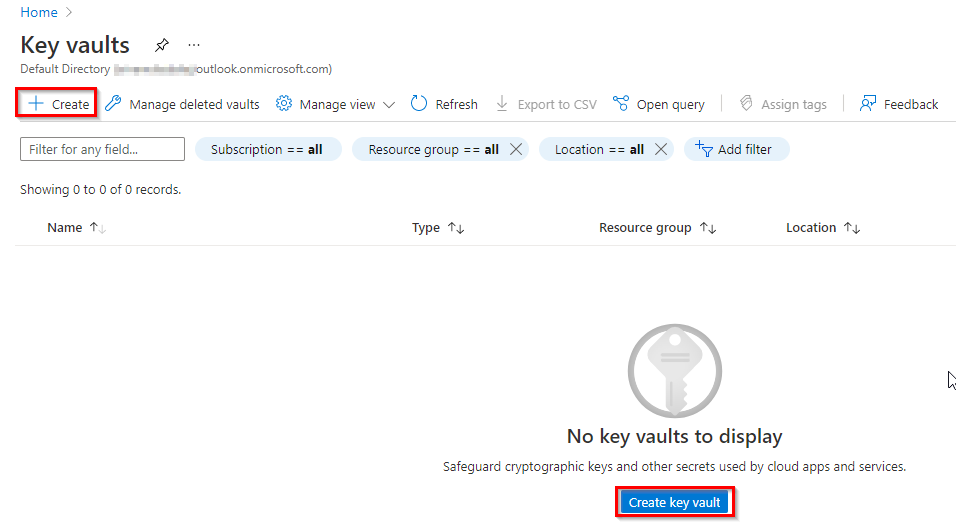 Home
Key vaults
Default Directory outlook.onmicrosoft.com)
Create Manage deleted vaults Manage view Refresh Export to CSV Open query Assign tags Feedback
Filter for any field... Subscription == all Resource group == all Location == all Add filter
Showing 0 to 0 of 0 records.
Name Type Resource group Location
No key vaults to display
Safeguard cryptographic keys and other secrets used by cloud apps and services.
Create key vault